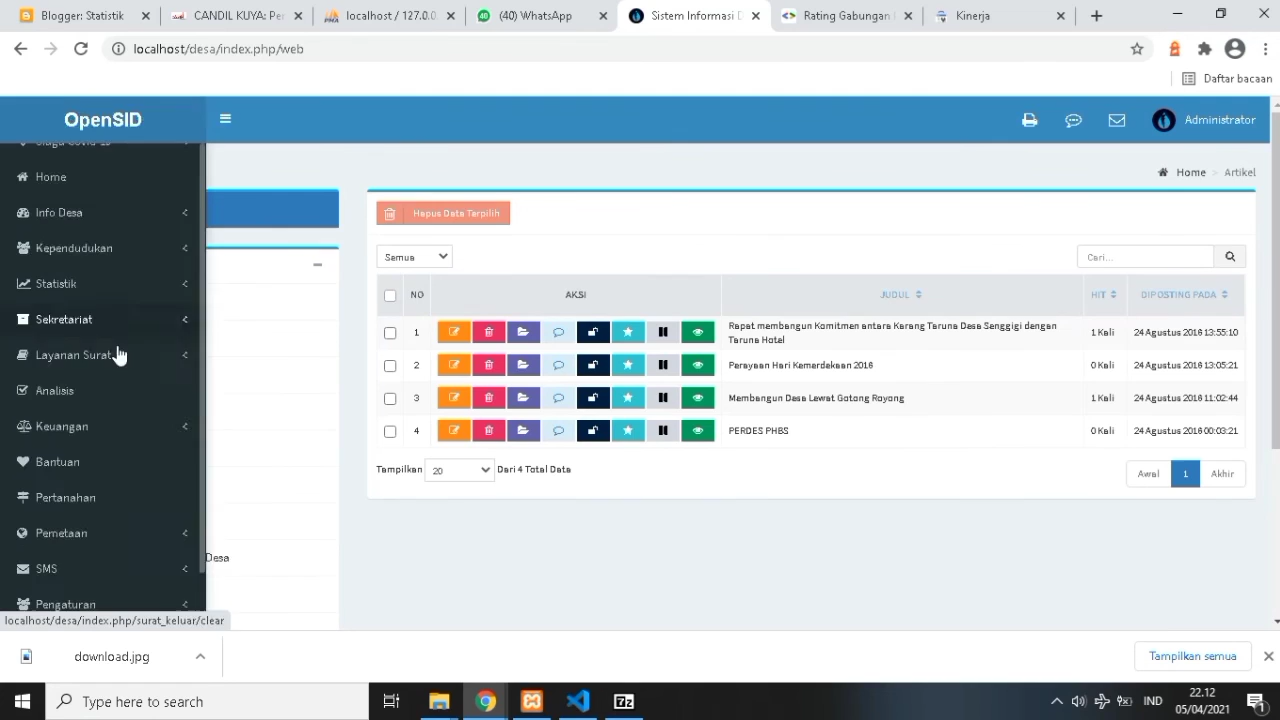 Blogger: Statistik
CANDIL KUYA: Per
localhost / 127.0.0
(40) WhatsApp
Sistem Informasi D
Rating Gabungan
Kinerja
localhost/desa/index.php/web
Daftar bacaan
OpenSID
Administrator
Siaga Covid-19
Home
Info Desa
Kependudukan
Statistik
Sekretariat
Layanan Surat
Analisis
Keuangan
Bantuan
Pertanahan
Pemetaan
SMS
Pengaturan
Home > Artikel
Hapus Data Terpilih
Semua
Cari...
NO AKSI JUDUL HIT DIPOSTING PADA
1 Rapat membangun Komitmen antara Karang Taruna Desa Senggigi dengan 1 Kali 24 Agustus 2016 13:55:10
Taruna Hotel
2 Perayaan Hari Kemerdekaan 2016 0 Kali 24 Agustus 2016 13:05:21
3 Membangun Desa Lewat Gotong Royong 1 Kali 24 Agustus 2016 11:02:44
4 PERDES PHBS 0 Kali 24 Agustus 2016 00:03:21
Tampilkan 20 Dari 4 Total Data
Awal 1 Akhir
Desa
localhost/desa/index.php/surat_keluar/clear
download.jpg
Tampilkan semua
Type here to search
IND
22.12
05/04/2021
1